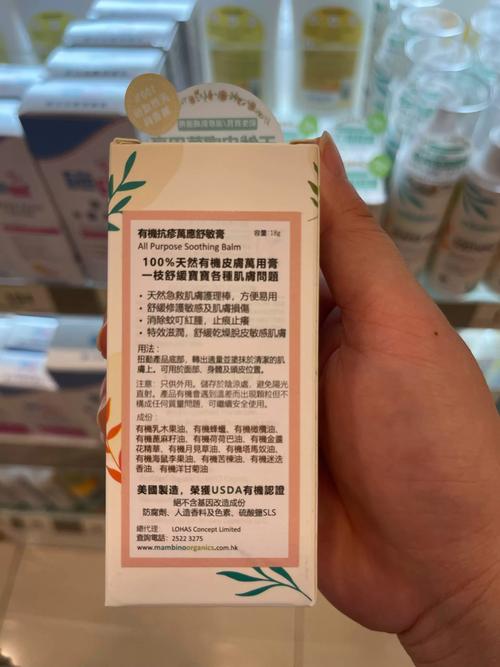 有機抗疹萬應舒敏膏
容量:18g
All Purpose Soothing Balm
100%天然有機皮膚萬用膏
一枝舒緩寶寶各種肌膚問題
• 天然急救肌膚護理棒，方便易用
• 舒緩修護敏感及肌膚損傷
• 消除蚊叮紅腫，止痕止癢
• 特效滋潤，舒緩乾燥脫皮敏感肌膚
用法：
扭動產品底部，轉出適量並塗抹於清潔的肌
膚上。可用於面部、身體及頭皮位置。
注意：只供外用。儲存於陰涼處，避免陽光
直射。產品有機會遇到溫差而出現顆粒但不
構成任何質量問題，可繼續安全使用。
成份：
有機乳木果油、有機蜂蠟、有機橄欖油、
有機蓖麻籽油、有機荷荷巴油、有機金盞
花精華、有機月見草油、有機塔馬奴油、
有機海鼠李果油、有機苦楝油、有機迷迭
香油、有機洋甘菊油
美國製造，榮獲USDA有機認證
絕不含基因改造成份
防腐劑、人造香料及色素、硫酸鹽SLS
總代理： LOHAS Concept Limited
查詢電話： 2522 3275
www.mambinoorganics.com.hk